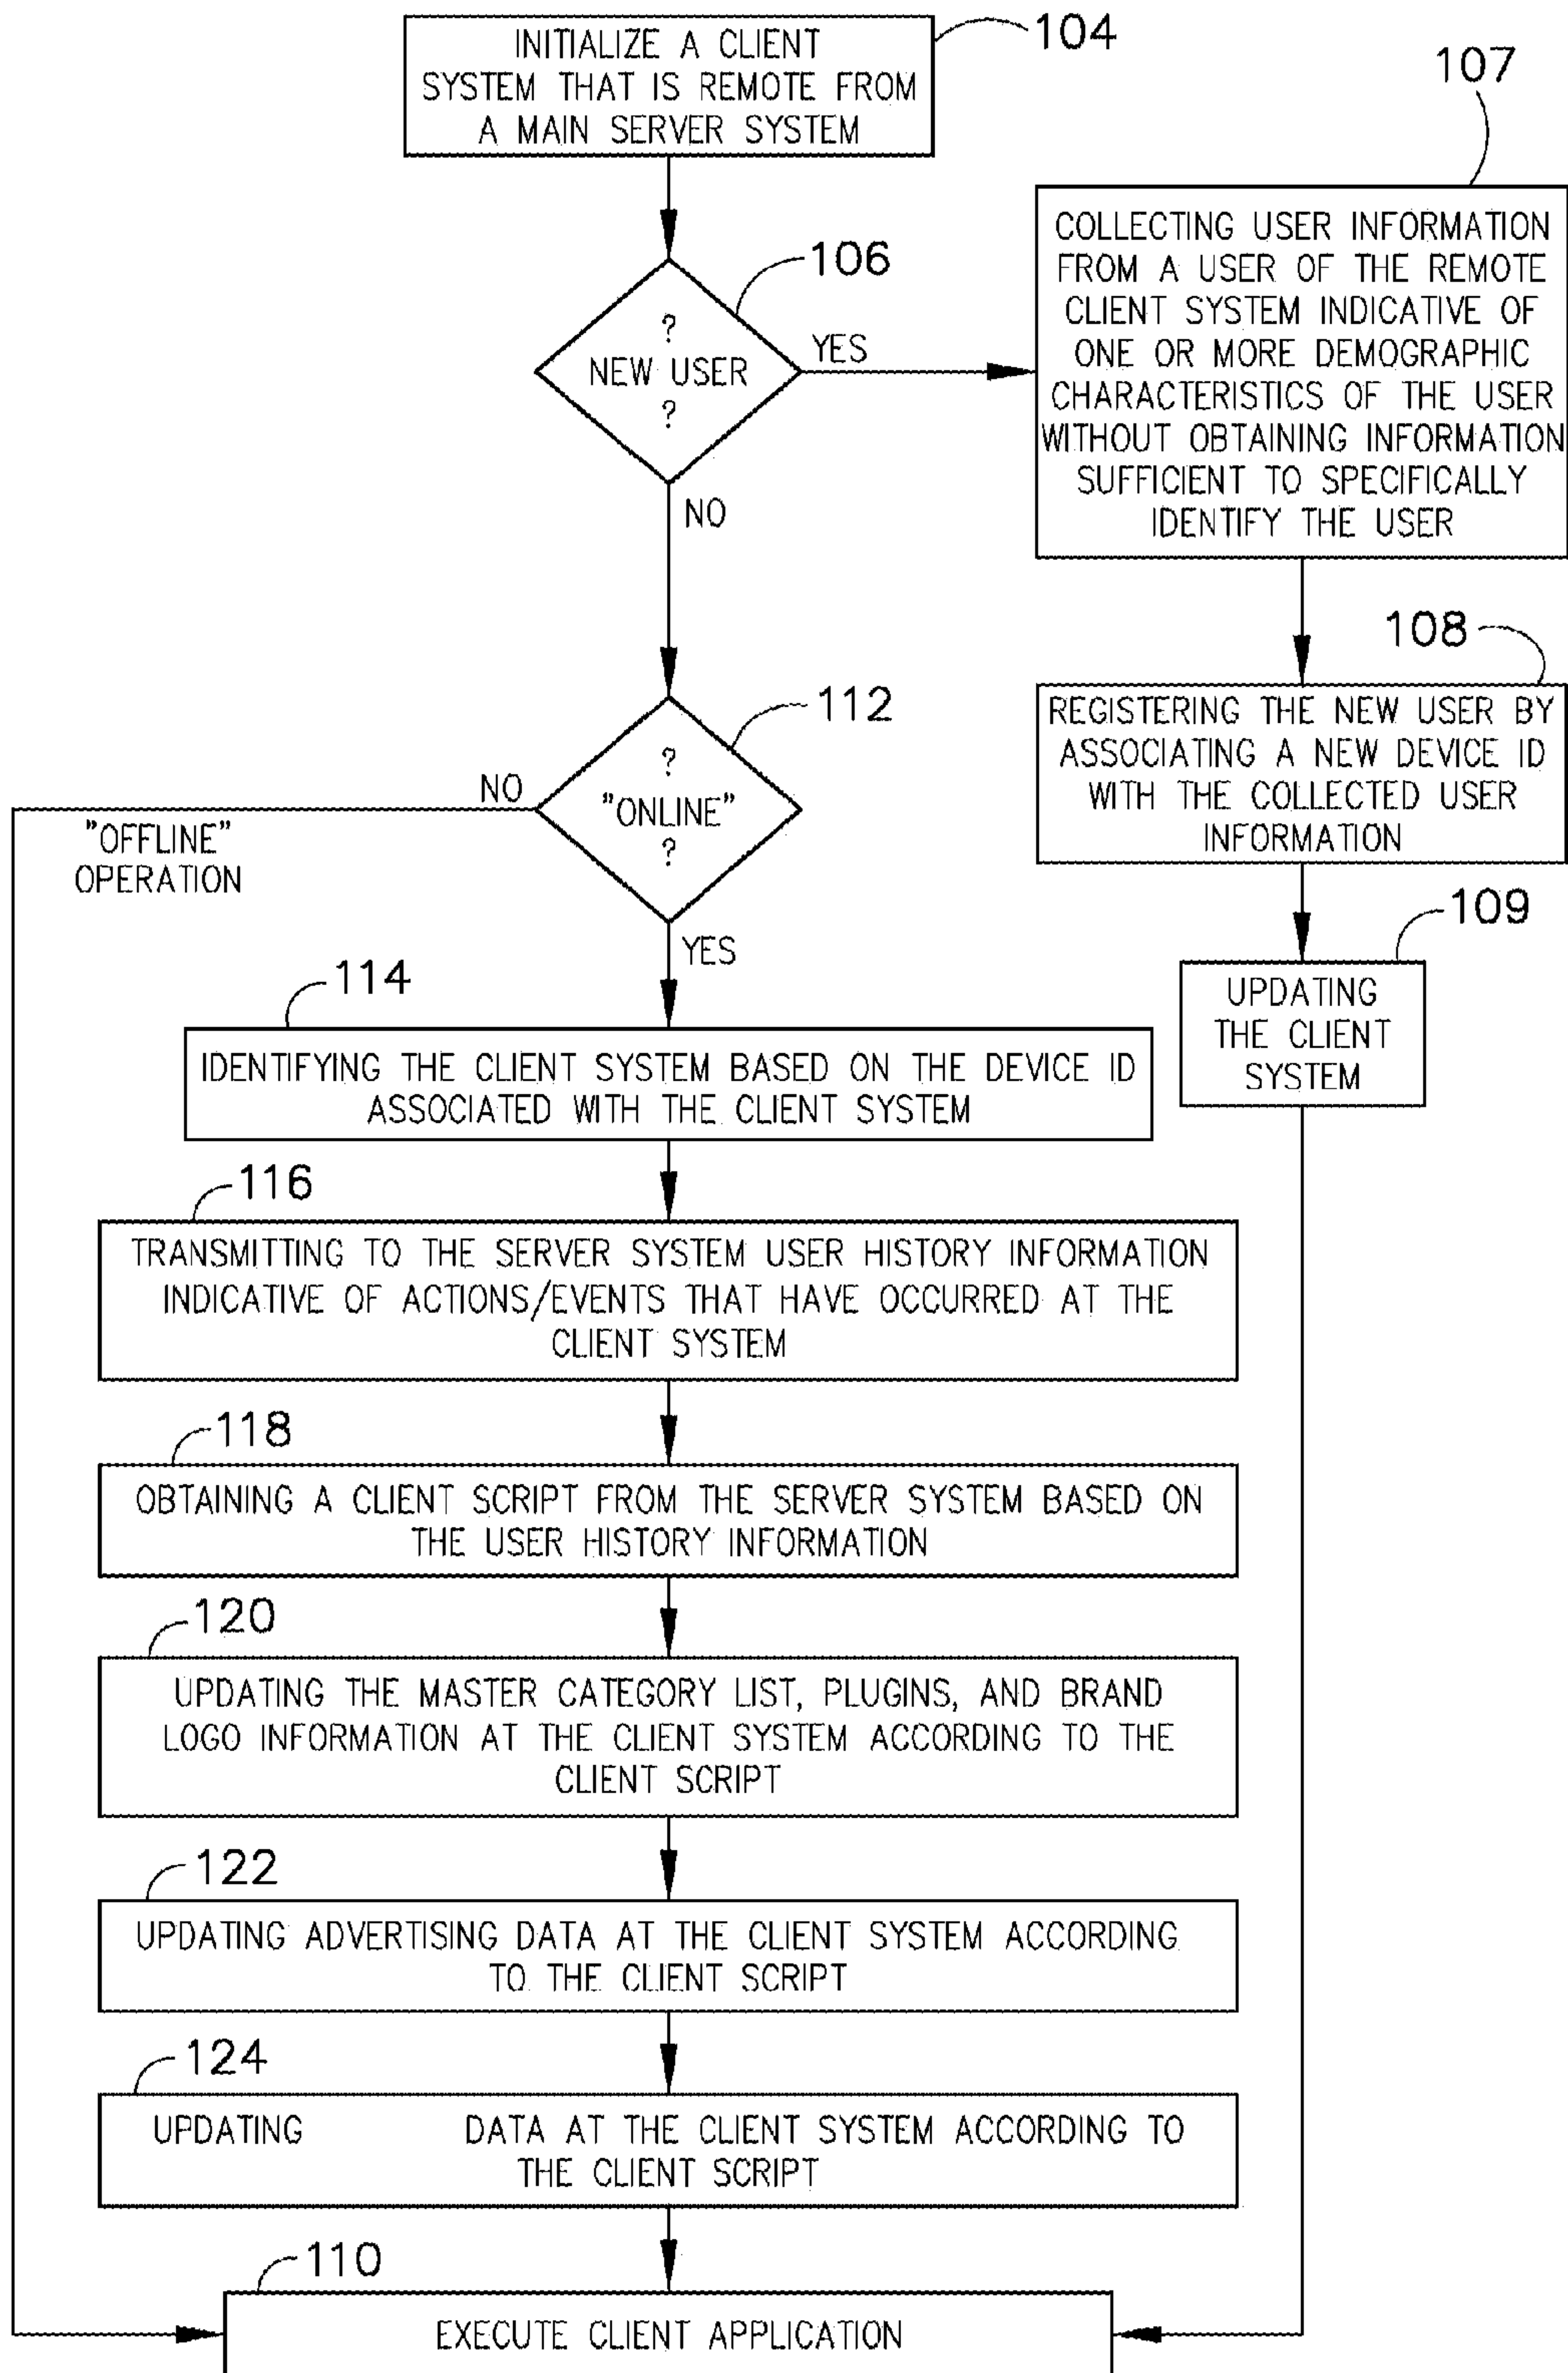 INITIALIZE A CLIENT
SYSTEM THAT IS REMOTE FROM
A MAIN SERVER SYSTEM
104
?
NEW USER
?
106
YES
NO
107
COLLECTING USER INFORMATION
FROM A USER OF THE REMOTE
CLIENT SYSTEM INDICATIVE OF
ONE OR MORE DEMOGRAPHIC
CHARACTERISTICS OF THE USER
WITHOUT OBTAINING INFORMATION
SUFFICIENT TO SPECIFICALLY
IDENTIFY THE USER
108
REGISTERING THE NEW USER BY
ASSOCIATING A NEW DEVICE ID
WITH THE COLLECTED USER
INFORMATION
109
UPDATING
THE CLIENT
SYSTEM
112
?
"ONLINE"
?
NO
"OFFLINE"
OPERATION
YES
114
IDENTIFYING THE CLIENT SYSTEM BASED ON THE DEVICE ID
ASSOCIATED WITH THE CLIENT SYSTEM
116
TRANSMITTING TO THE SERVER SYSTEM USER HISTORY INFORMATION
INDICATIVE OF ACTIONS/EVENTS THAT HAVE OCCURRED AT THE
CLIENT SYSTEM
118
OBTAINING A CLIENT SCRIPT FROM THE SERVER SYSTEM BASED ON
THE USER HISTORY INFORMATION
120
UPDATING THE MASTER CATEGORY LIST, PLUGINS, AND BRAND
LOGO INFORMATION AT THE CLIENT SYSTEM ACCORDING TO THE
CLIENT SCRIPT
122
UPDATING ADVERTISING DATA AT THE CLIENT SYSTEM ACCORDING
TO THE CLIENT SCRIPT
124
UPDATING DATA AT THE CLIENT SYSTEM ACCORDING TO
THE CLIENT SCRIPT
110
EXECUTE CLIENT APPLICATION